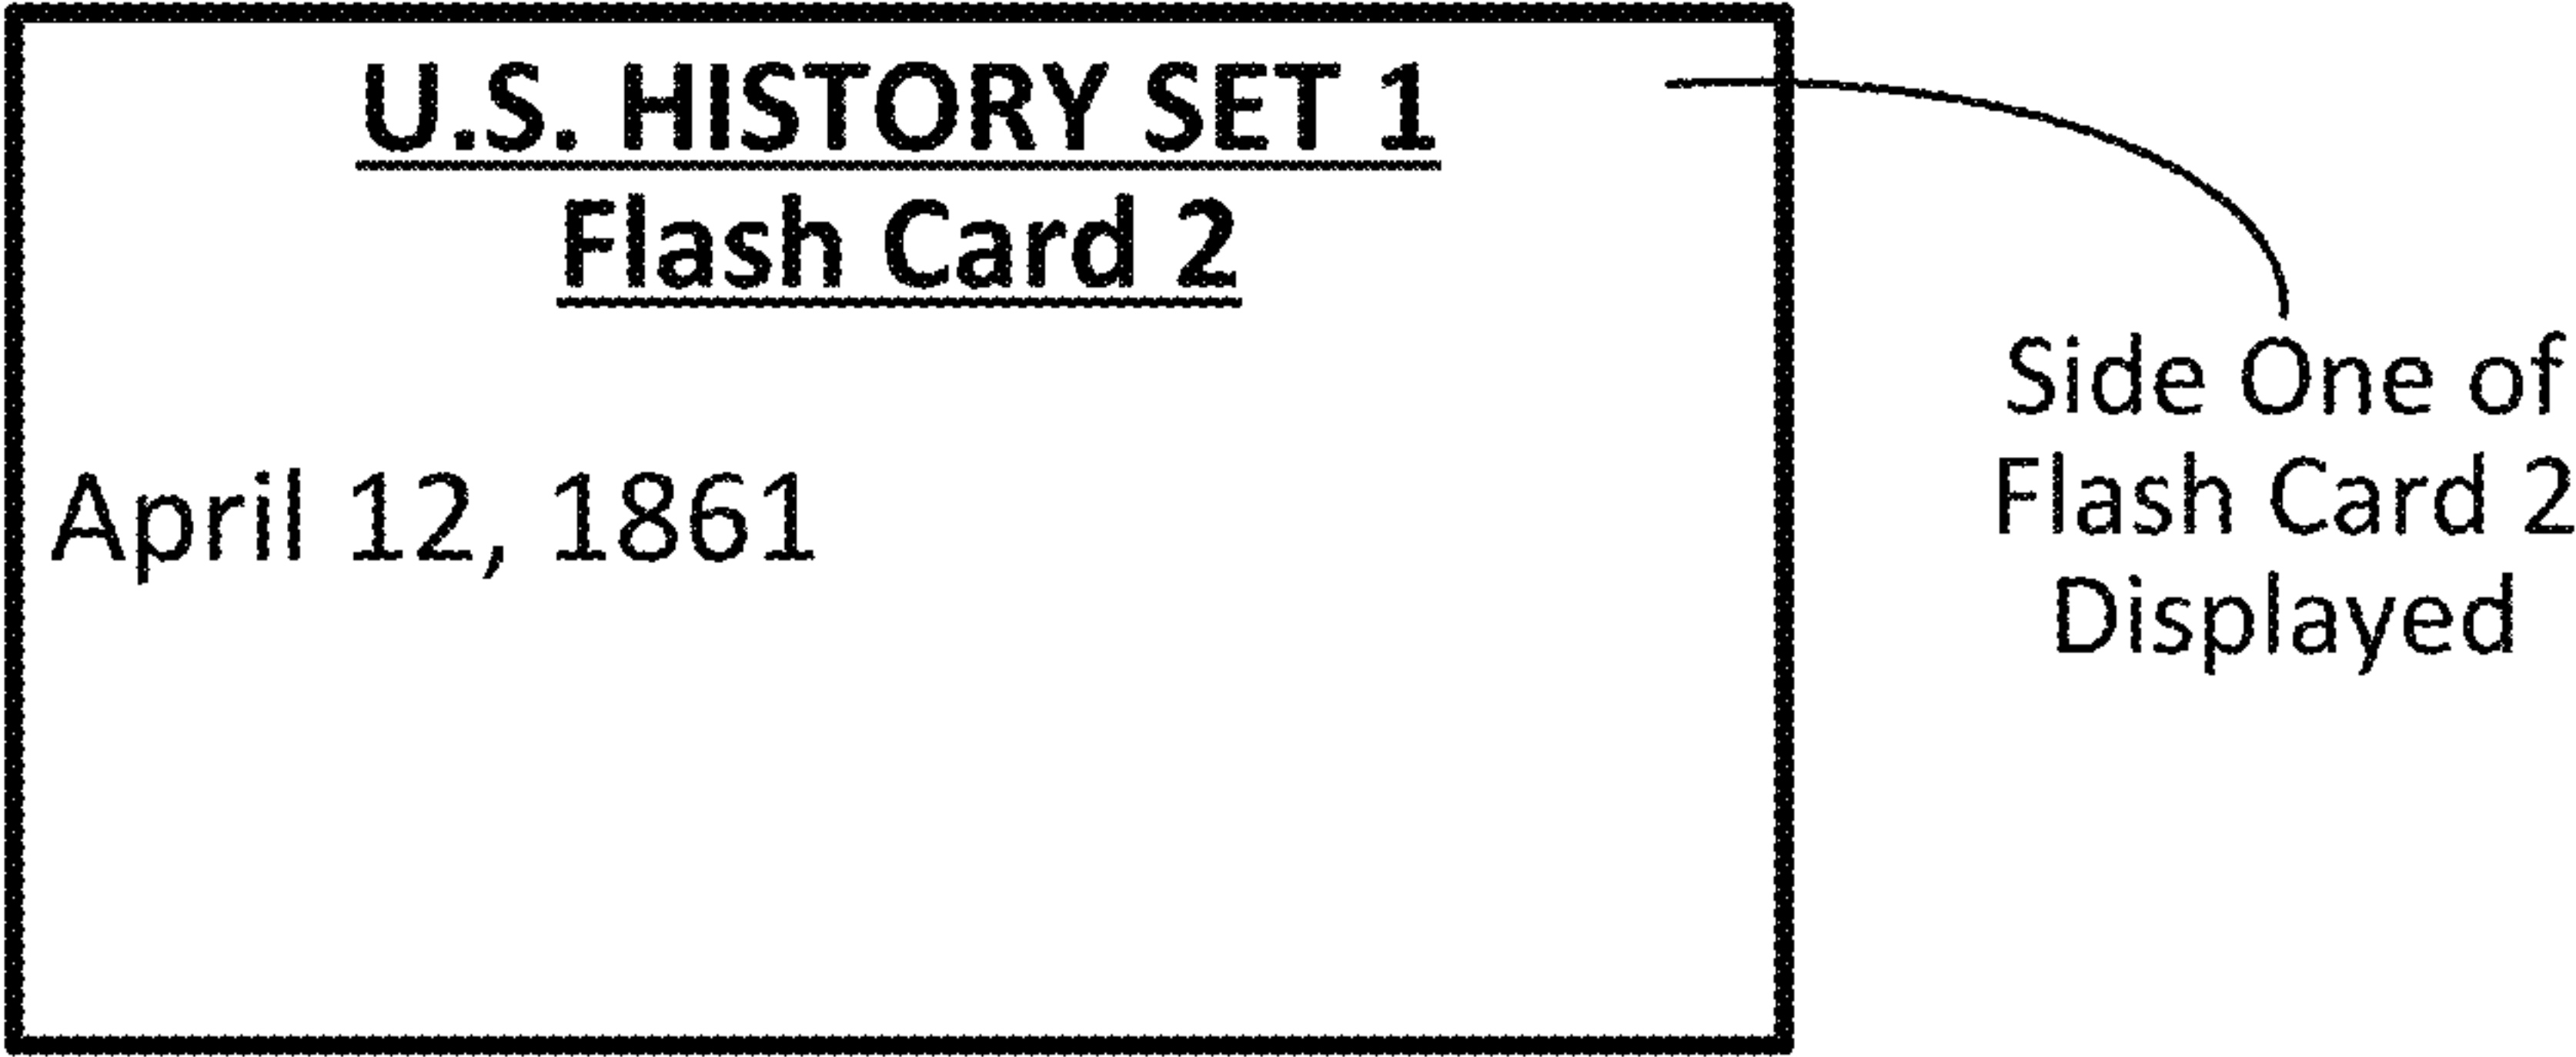 U.S. HISTORY SET 1
Flash Card 2
April 12, 1861
Side One of
Flash Card 2
Displayed